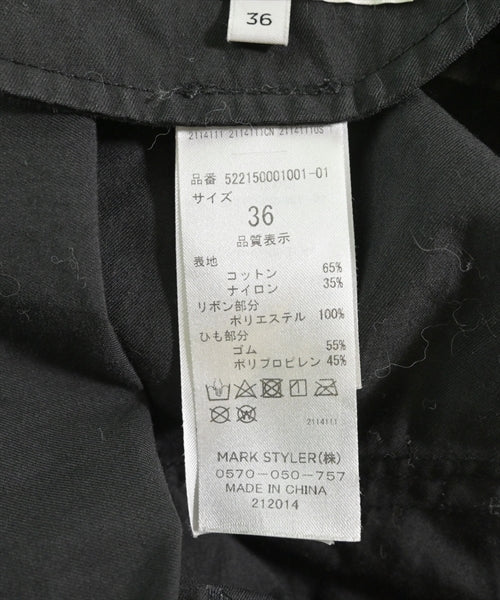 36
2114111 2114111CN 2114111US 1
品番 522150001001-01
サイズ
36
品質表示
表地
コットン 65%
ナイロン 35%
リボン部分
ポリエステル 100%
ひも部分
ゴム 55%
ポリプロピレン 45%
2114111
MARK STYLER(株)
0570-050-757
MADE IN CHINA
212014